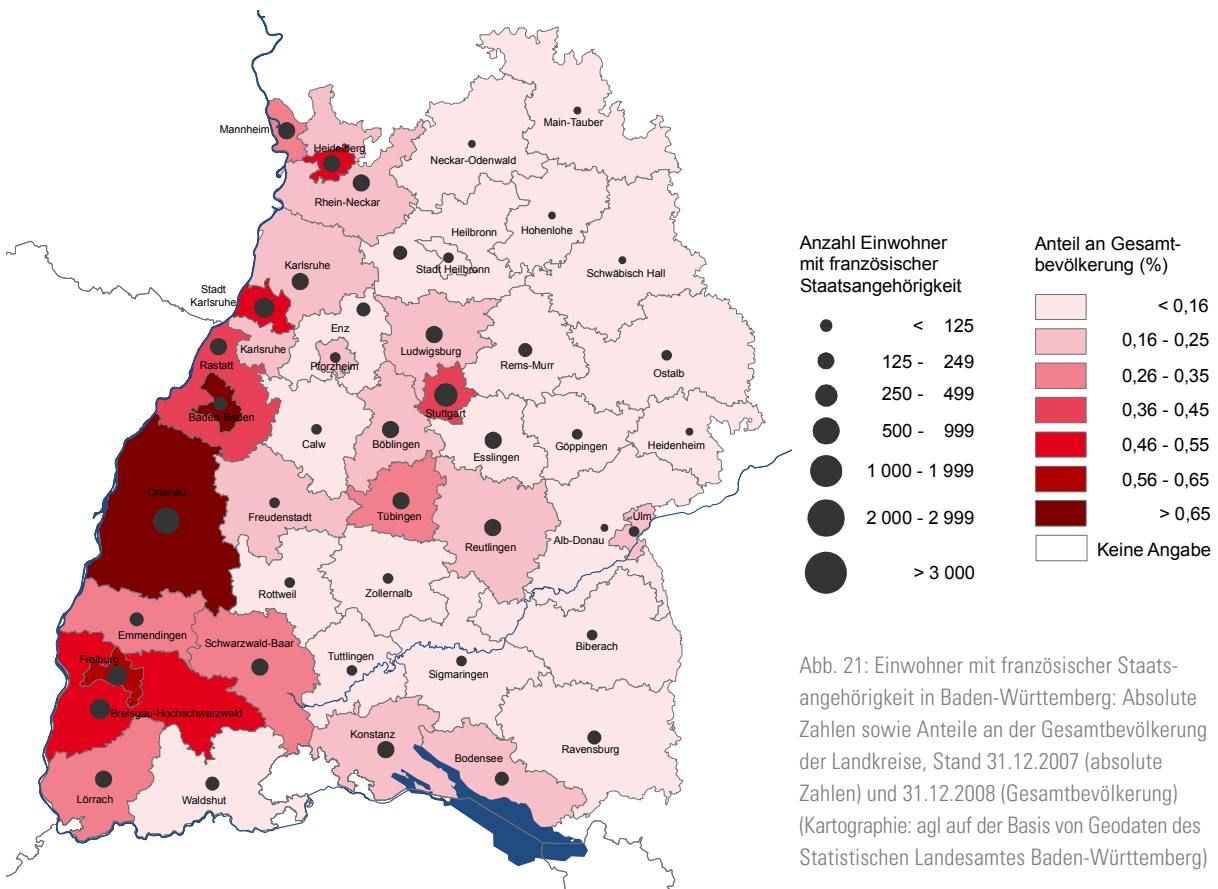 Main-Tauber
Mannheim
Heidelberg
Neckar-Odenwald
Rhein-Neckar
Hohenlohe
Heilbronn
Stadt Heilbronn
Schwäbisch Hall
Karlsruhe
Stadt
Karlsruhe
Enz
Karlsruhe
Ludwigsburg
Pforzheim
Rastatt
Rems-Murr
Ostalb
Baden-Baden
Stuttgart
Calw
Böblingen
Esslingen
Göppingen
Heidenheim
Ortenau
Freudenstadt
Tübingen
Reutlingen
Alb-Donau
Ulm
Rottweil
Zollernalb
Emmendingen
Schwarzwald-Baar
Biberach
Tuttlingen
Sigmaringen
Freiburg
Breisgau-Hochschwarzwald
Konstanz
Bodensee
Ravensburg
Lörrach
Waldshut
Anzahl Einwohner
mit französischer
Staatsangehörigkeit
< 125
125 - 249
250 - 499
500 - 999
1 000 - 1 999
2 000 - 2 999
> 3 000
Anteil an Gesamt-
bevölkerung (%)
< 0,16
0,16 - 0,25
0,26 - 0,35
0,36 - 0,45
0,46 - 0,55
0,56 - 0,65
> 0,65
Keine Angabe
Abb. 21: Einwohner mit französischer Staats-
angehörigkeit in Baden-Württemberg: Absolute
Zahlen sowie Anteile an der Gesamtbevölkerung
der Landkreise, Stand 31.12.2007 (absolute
Zahlen) und 31.12.2008 (Gesamtbevölkerung)
(Kartographie: agl auf der Basis von Geodaten des
Statistischen Landesamtes Baden-Württemberg)